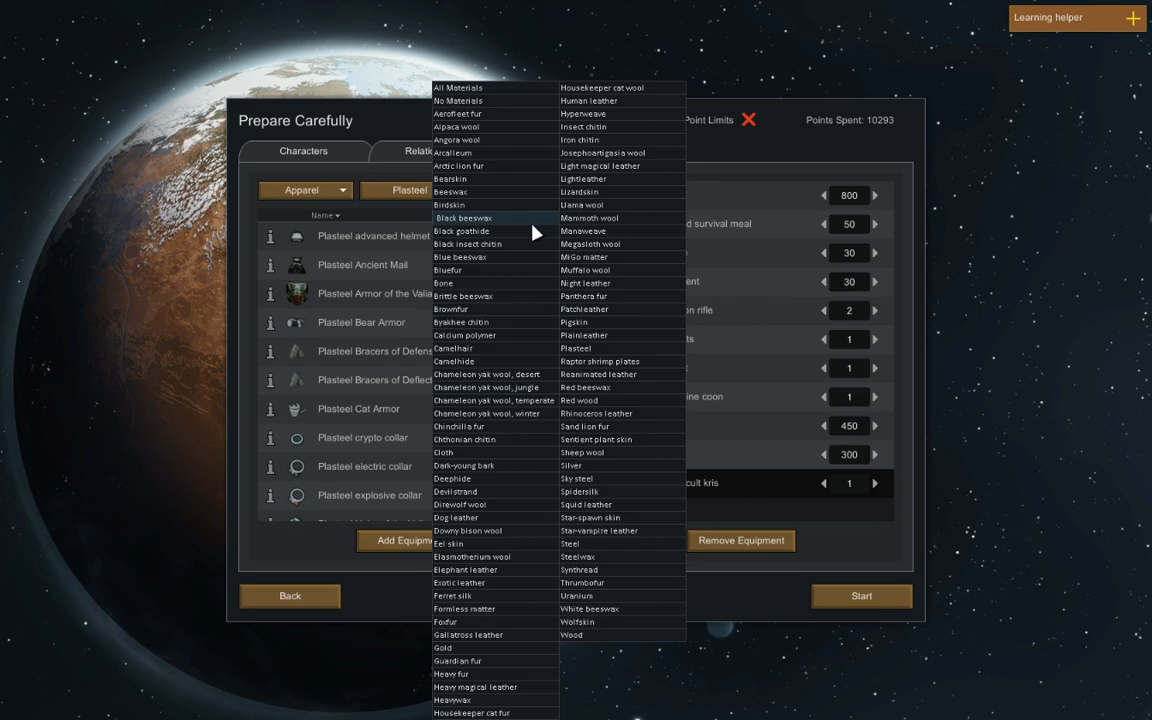 Learning helper
Prepare Carefully
Point Limits
Points Spent: 10293
Characters
Relati
Apparel
Plasteel
Name
Plasteel advanced helmet
Plasteel Ancient Mail
Plasteel Armor of the Valia
Plasteel Bear Armor
Plasteel Bracers of Defens
Plasteel Bracers of Deflect
Plasteel Cat Armor
Plasteel crypto collar
Plasteel electric collar
Plasteel explosive collar
Add Equipme
Back
All Materials
No Materials
Aerofleet fur
Alpaca wool
Angora wool
Arcalleum
Arctic lion fur
Bearskin
Beeswax
Birdskin
Black beeswax
Black goathide
Black insect chitin
Blue beeswax
Bluefur
Bone
Brittle beeswax
Brownfur
Byakhee chitin
Calcium polymer
Camelhair
Camelhide
Chameleon yak wool, desert
Chameleon yak wool, jungle
Chameleon yak wool, temperate
Chameleon yak wool, winter
Chinchilla fur
Chthonian chitin
Cloth
Dark-young bark
Deephide
Devilstrand
Direwolf wool
Dog leather
Downy bison wool
Eel skin
Elasmotherium wool
Elephant leather
Exotic leather
Ferret silk
Formless matter
Foxfur
Gallatross leather
Gold
Guardian fur
Heavy fur
Heavy magical leather
Heavywax
Housekeeper cat fur
Housekeeper cat wool
Human leather
Hyperweave
Insect chitin
Iron chitin
Josephoartigasia wool
Light magical leather
Lightleather
Lizardskin
Llama wool
Mammoth wool
Manaweave
Megasloth wool
MiGo matter
Muffalo wool
Night leather
Panthera fur
Patchleather
Pigskin
Plainleather
Plasteel
Raptor shrimp plates
Reanimated leather
Red beeswax
Red wood
Rhinoceros leather
Sand lion fur
Sentient plant skin
Sheep wool
Silver
Sky steel
Spidersilk
Squid leather
Star-spawn skin
Star-vampire leather
Steel
Steelwax
Synthread
Thrumbofur
Uranium
White beeswax
Wolfskin
Wood
800
d survival meal
50
30
ent
30
on rifle
2
ts
1
1
ine coon
1
450
300
cult kris
1
Remove Equipment
Start